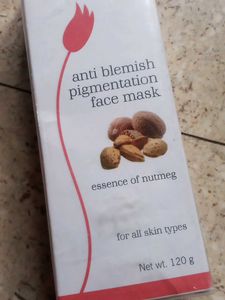 anti blemish
pigmentation
face mask
essence of nutmeg
for all skin types
Net wt. 120 g